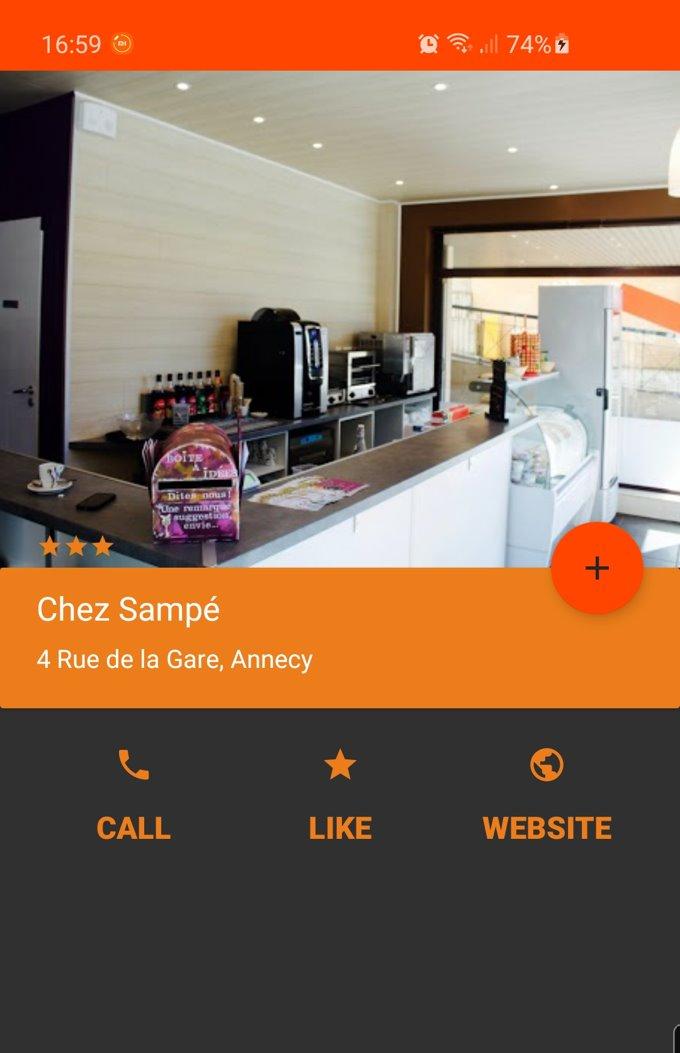 16:59
74%
BOÎTE
À
IDÉES
Dites-nous!
Une remarque
suggestion,
envie...
Chez Sampé
4 Rue de la Gare, Annecy
CALL
LIKE
WEBSITE